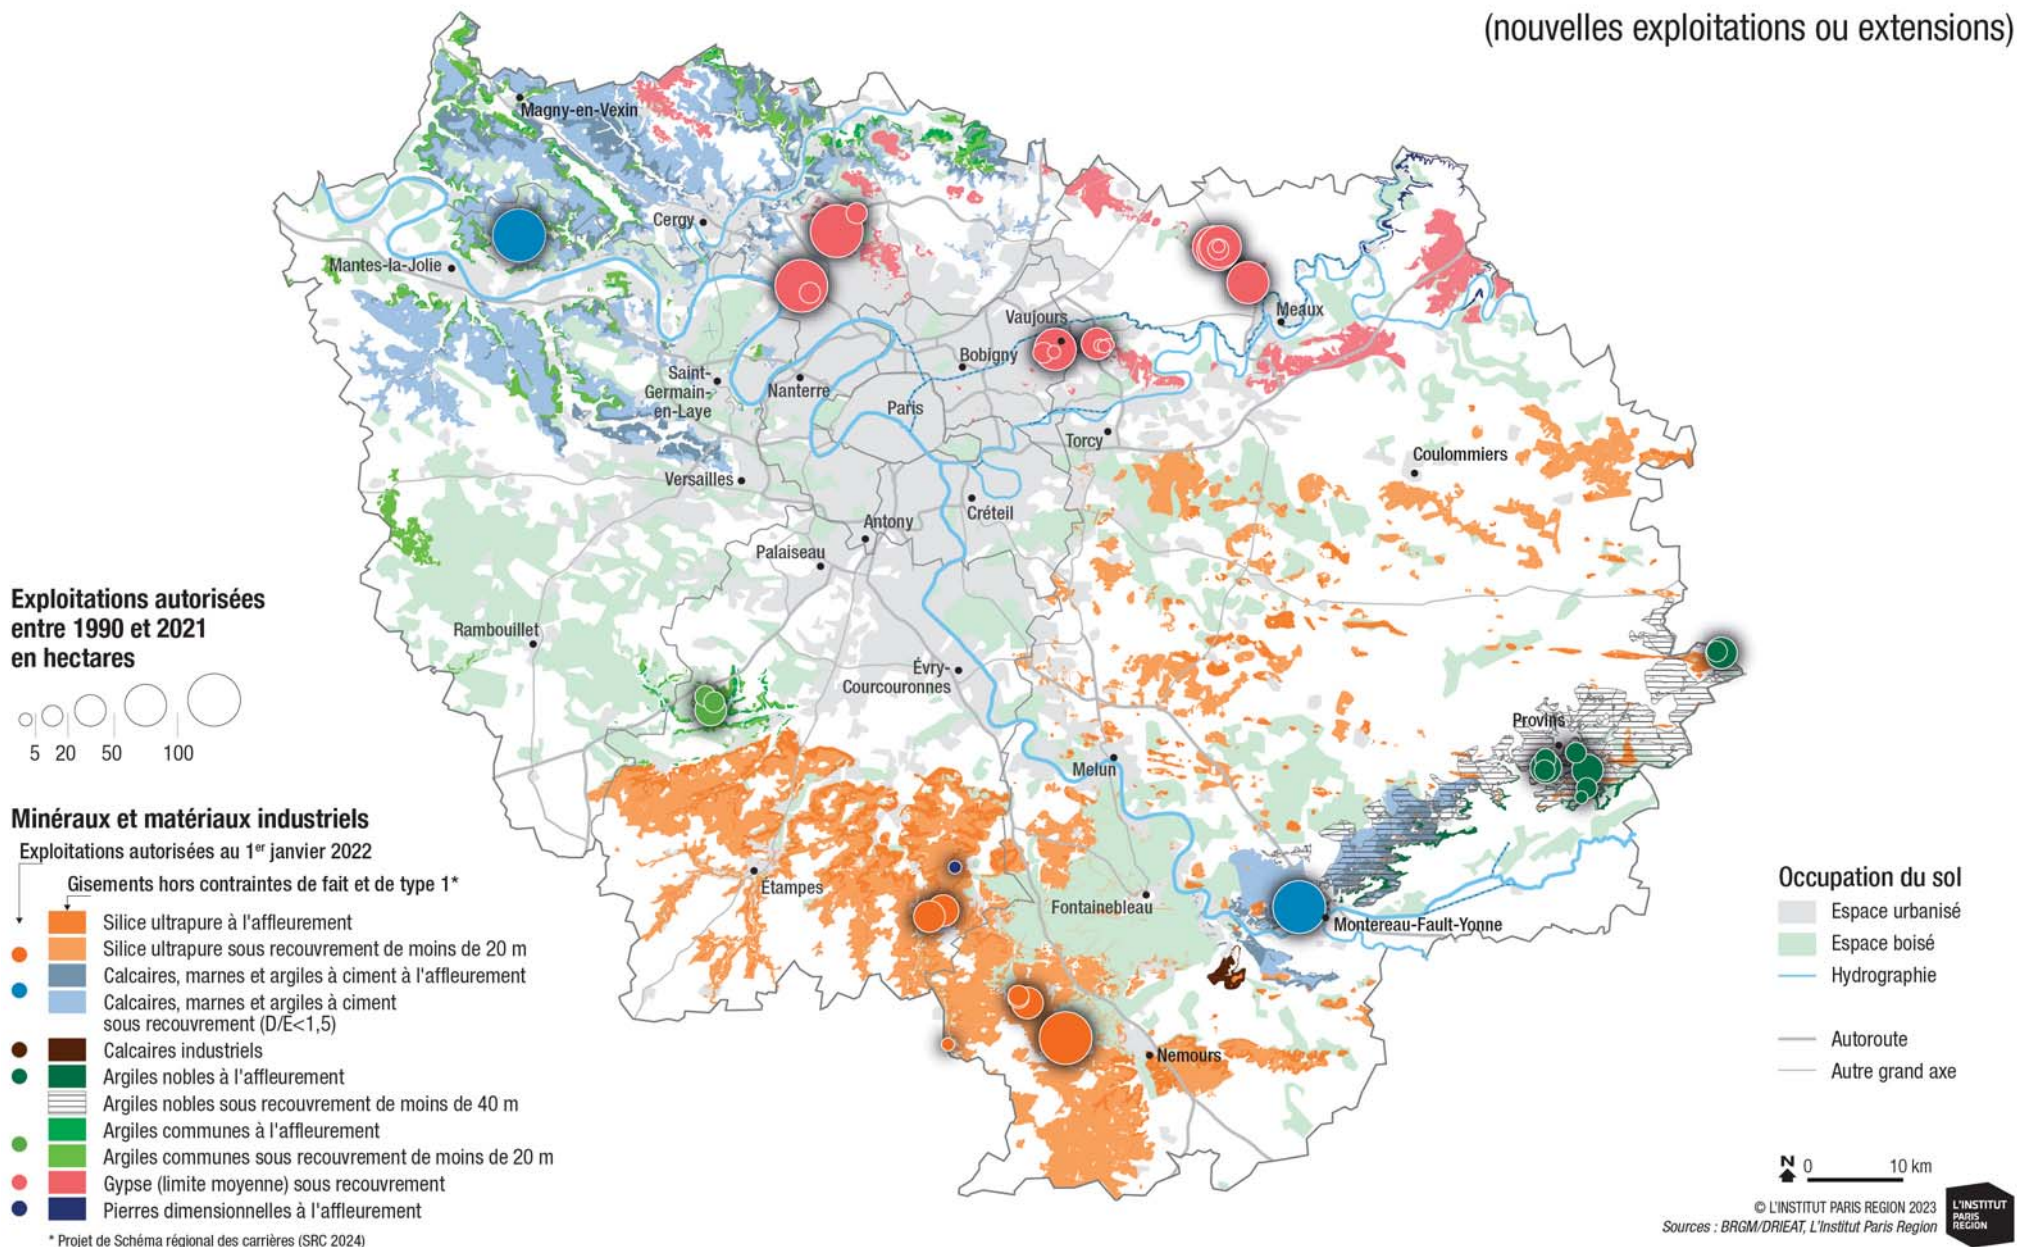 (nouvelles exploitations ou extensions)
Magny-en-Vexin
Cergy
Mantes-la-Jolie
Meaux
Vaujours
Bobigny
Saint-
Germain-
en-Laye
Nanterre
Paris
Torcy
Coulommiers
Versailles
Créteil
Antony
Palaiseau
Rambouillet
Évry-
Courcouronnes
Provins
Melun
Étampes
Fontainebleau
Montereau-Fault-Yonne
Nemours
Exploitations autorisées
entre 1990 et 2021
en hectares
5 20 50 100
Minéraux et matériaux industriels
Exploitations autorisées au 1er janvier 2022
Gisements hors contraintes de fait et de type 1*
Silice ultrapure à l'affleurement
Silice ultrapure sous recouvrement de moins de 20 m
Calcaires, marnes et argiles à ciment à l'affleurement
Calcaires, marnes et argiles à ciment
sous recouvrement (D/E<1,5)
Calcaires industriels
Argiles nobles à l'affleurement
Argiles nobles sous recouvrement de moins de 40 m
Argiles communes à l'affleurement
Argiles communes sous recouvrement de moins de 20 m
Gypse (limite moyenne) sous recouvrement
Pierres dimensionnelles à l'affleurement
* Projet de Schéma régional des carrières (SRC 2024)
Occupation du sol
Espace urbanisé
Espace boisé
Hydrographie
Autoroute
Autre grand axe
N 0 10 km
© L'INSTITUT PARIS REGION 2023
Sources : BRGM/DRIEAT, L'Institut Paris Region
L'INSTITUT
PARIS
REGION